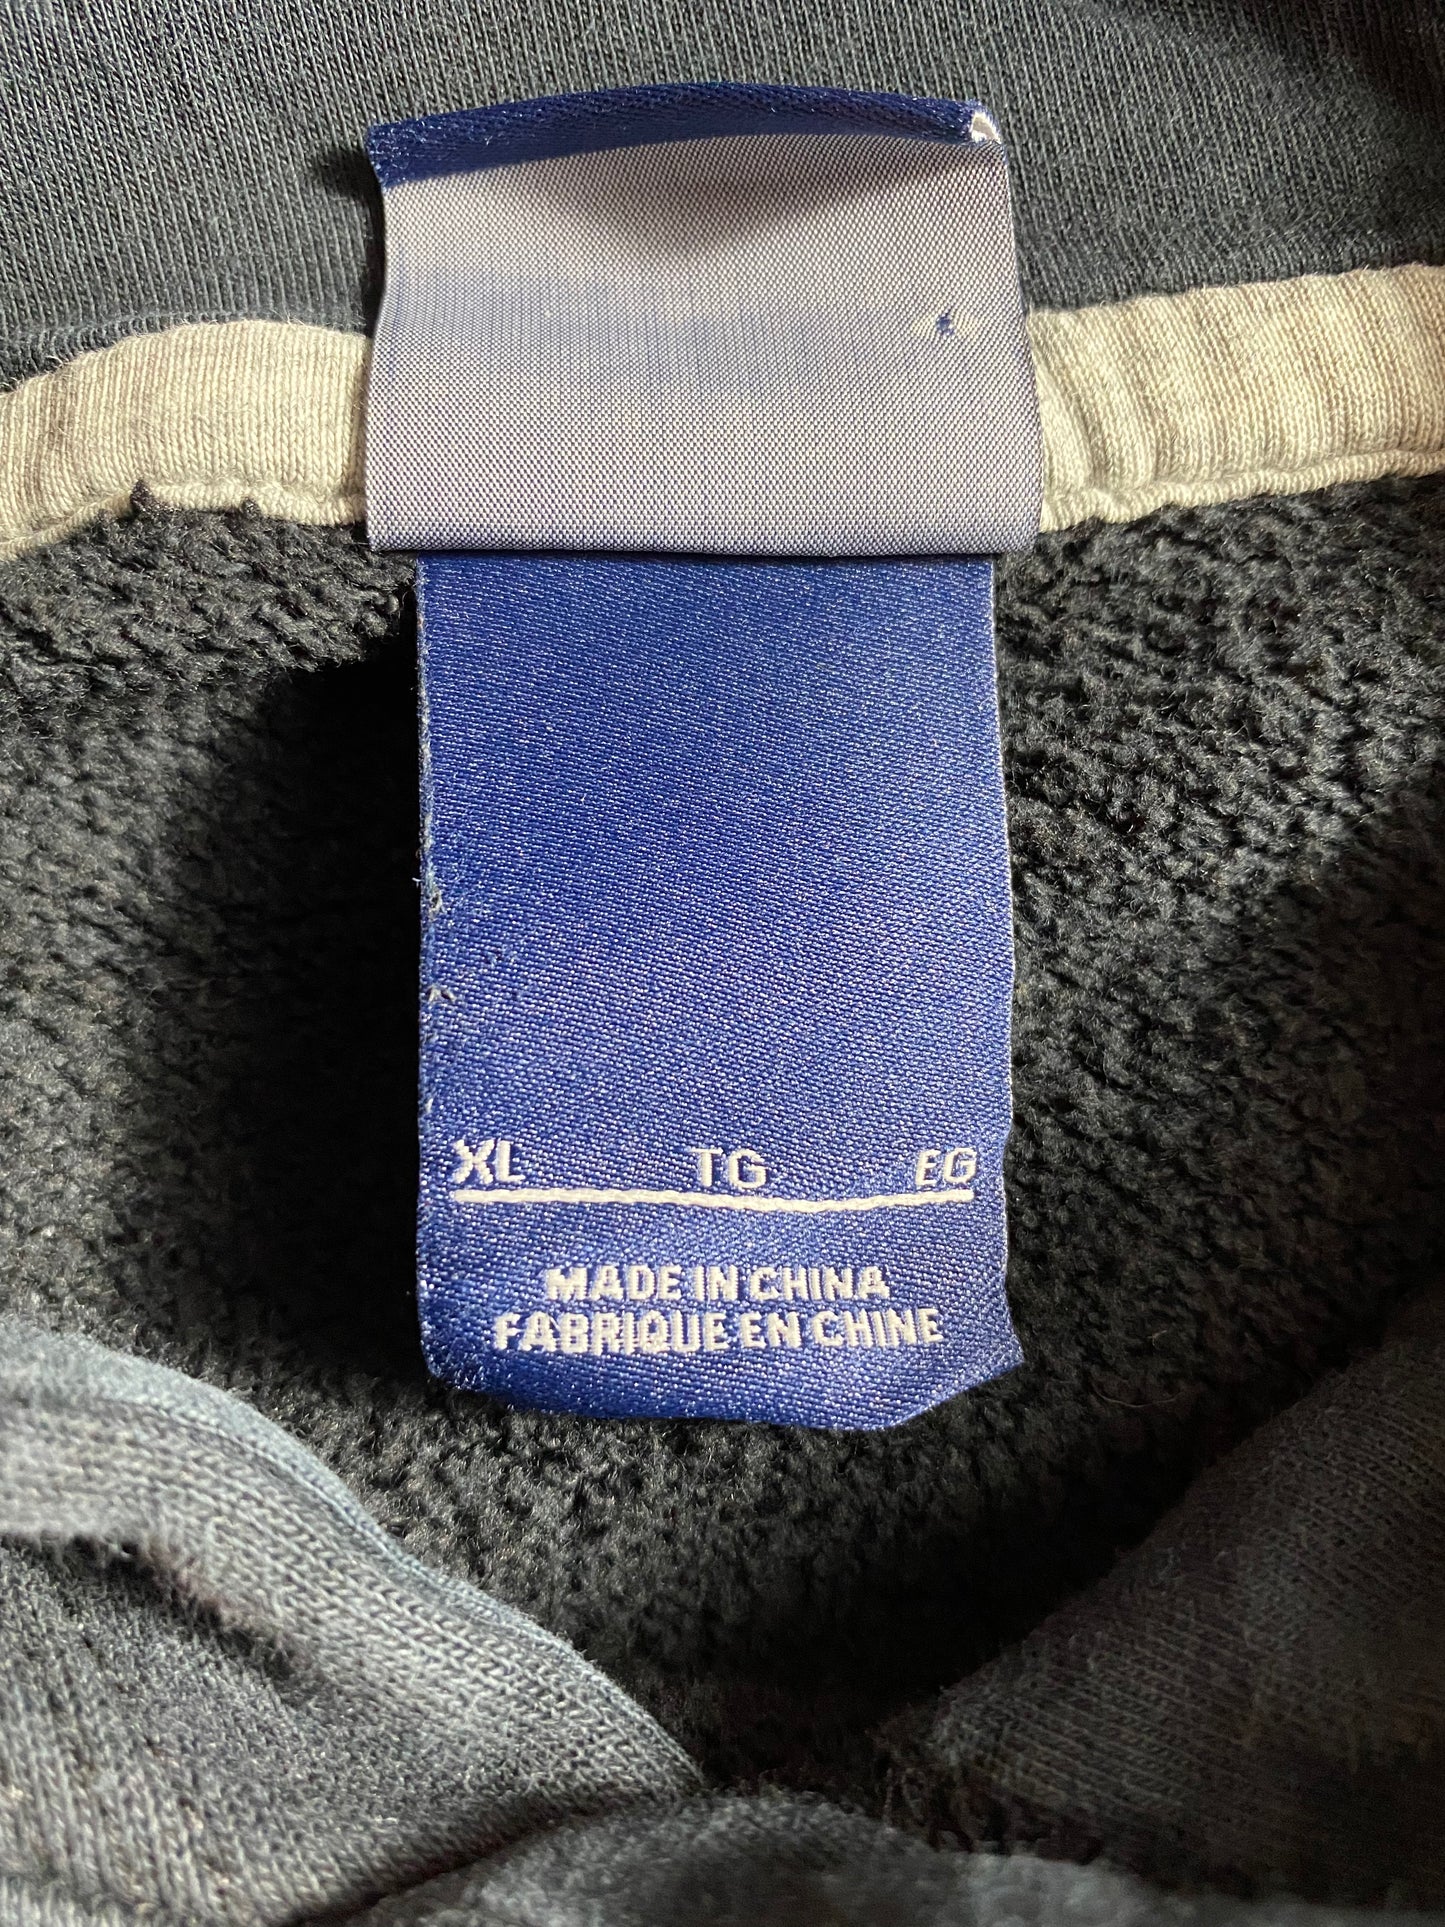 XL TG EG
MADE IN CHINA
FABRIQUE EN CHINE